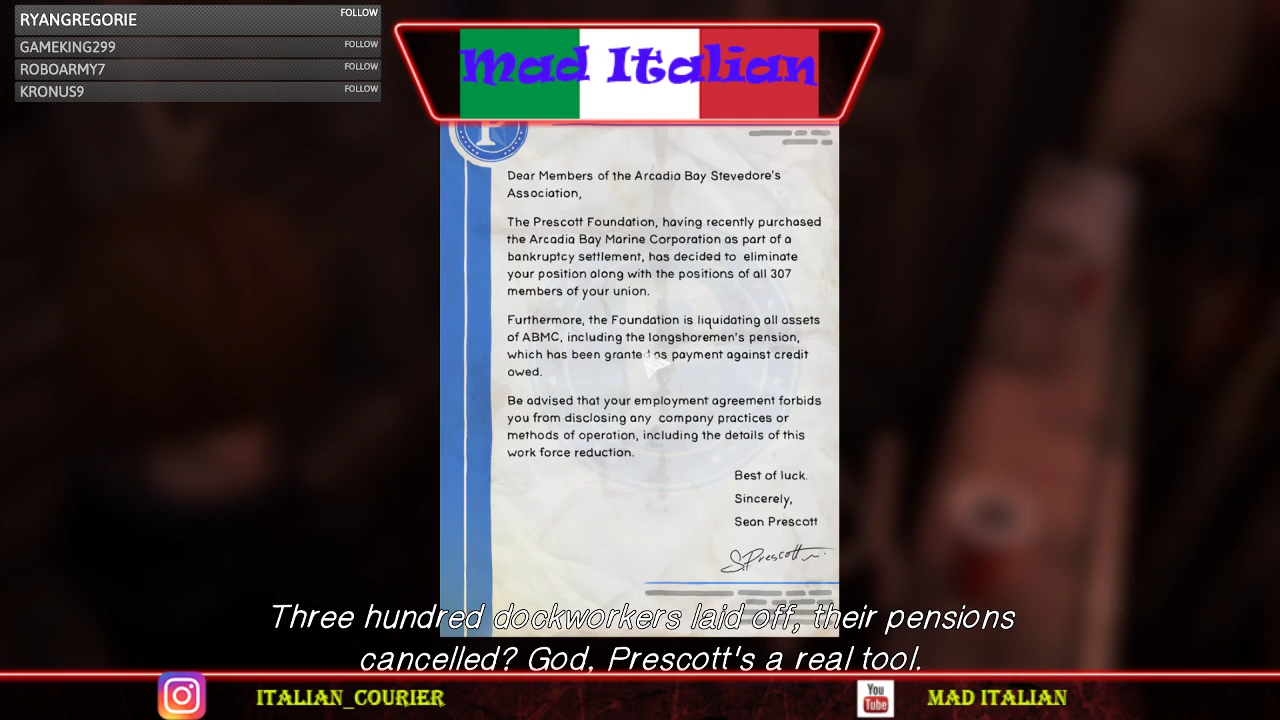 RYANGREGORIE FOLLOW
GAMEKING299 FOLLOW
ROBOARMY7 FOLLOW
KRONUS9 FOLLOW
Mad Italian
P
Dear Members of the Arcadia Bay Stevedore's
Association,
The Prescott Foundation, having recently purchased
the Arcadia Bay Marine Corporation as part of a
bankruptcy settlement, has decided to eliminate
your position along with the positions of all 307
members of your union.
Furthermore, the Foundation is liquidating all assets
of ABMC, including the longshoremen's pension,
which has been granted as payment against credit
owed.
Be advised that your employment agreement forbids
you from disclosing any company practices or
methods of operation, including the details of this
work force reduction.
Best of luck.
Sincerely,
Sean Prescott
S. Prescott
Three hundred dockworkers laid off, their pensions
cancelled? God, Prescott's a real tool.
ITALIAN_COURIER
You Tube
MAD ITALIAN